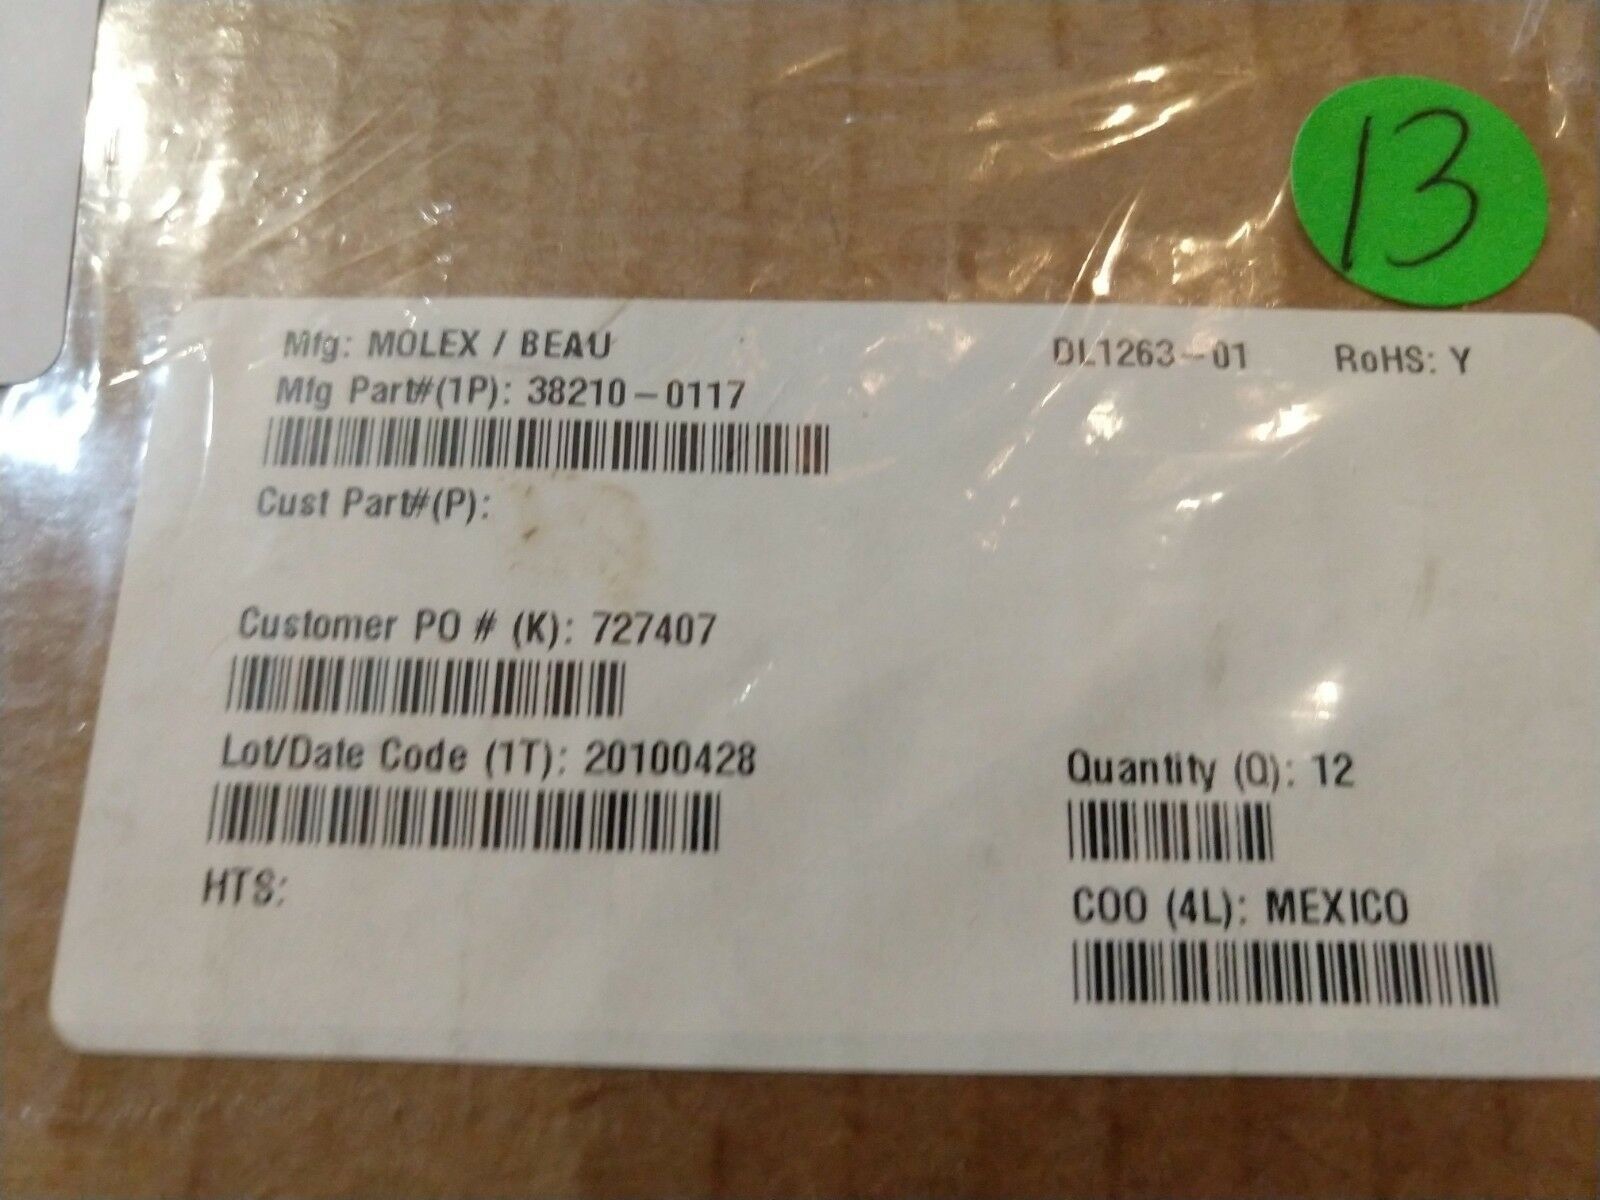 13
Mfg: MOLEX / BEAU
DL1263-01
RoHS: Y
Mfg Part#(1P): 38210-0117
Cust Part#(P):
Customer PO # (K): 727407
Lot/Date Code (1T): 20100428
Quantity (Q): 12
HTS:
COO (4L): MEXICO